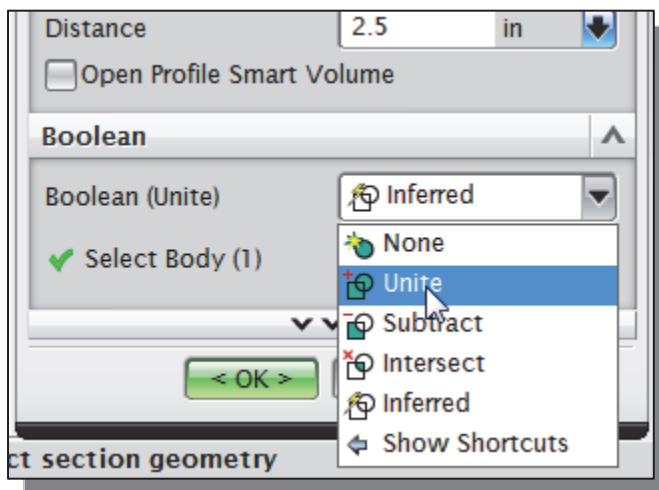 Distance 2.5 in
Open Profile Smart Volume
Boolean
Boolean (Unite) Inferred
Select Body (1)
None
Unite
Subtract
Intersect
Inferred
Show Shortcuts
< OK >
ct section geometry